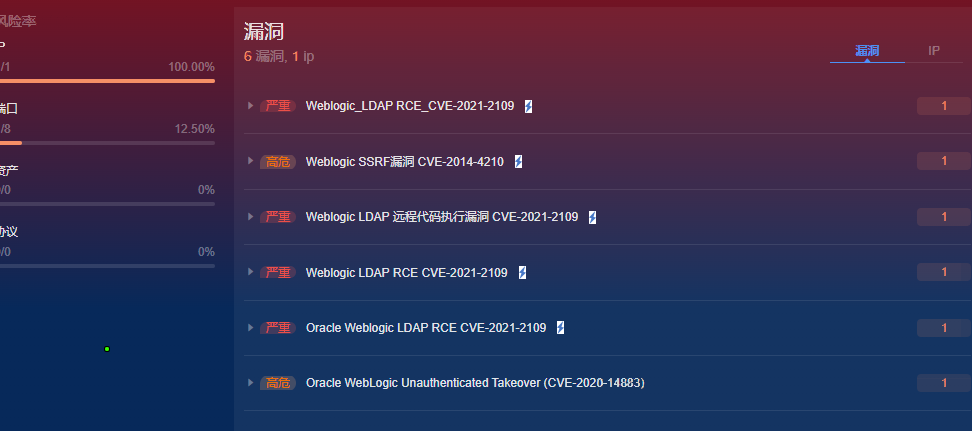 风险率
/1 100.00%
端口
/8 12.50%
资产
0/0 0%
协议
0/0 0%
漏洞
6 漏洞, 1 ip
漏洞 IP
严重 Weblogic_LDAP RCE_CVE-2021-2109 1
高危 Weblogic SSRF漏洞 CVE-2014-4210 1
严重 Weblogic LDAP 远程代码执行漏洞 CVE-2021-2109 1
严重 Weblogic LDAP RCE CVE-2021-2109 1
严重 Oracle Weblogic LDAP RCE CVE-2021-2109 1
高危 Oracle WebLogic Unauthenticated Takeover (CVE-2020-14883) 1